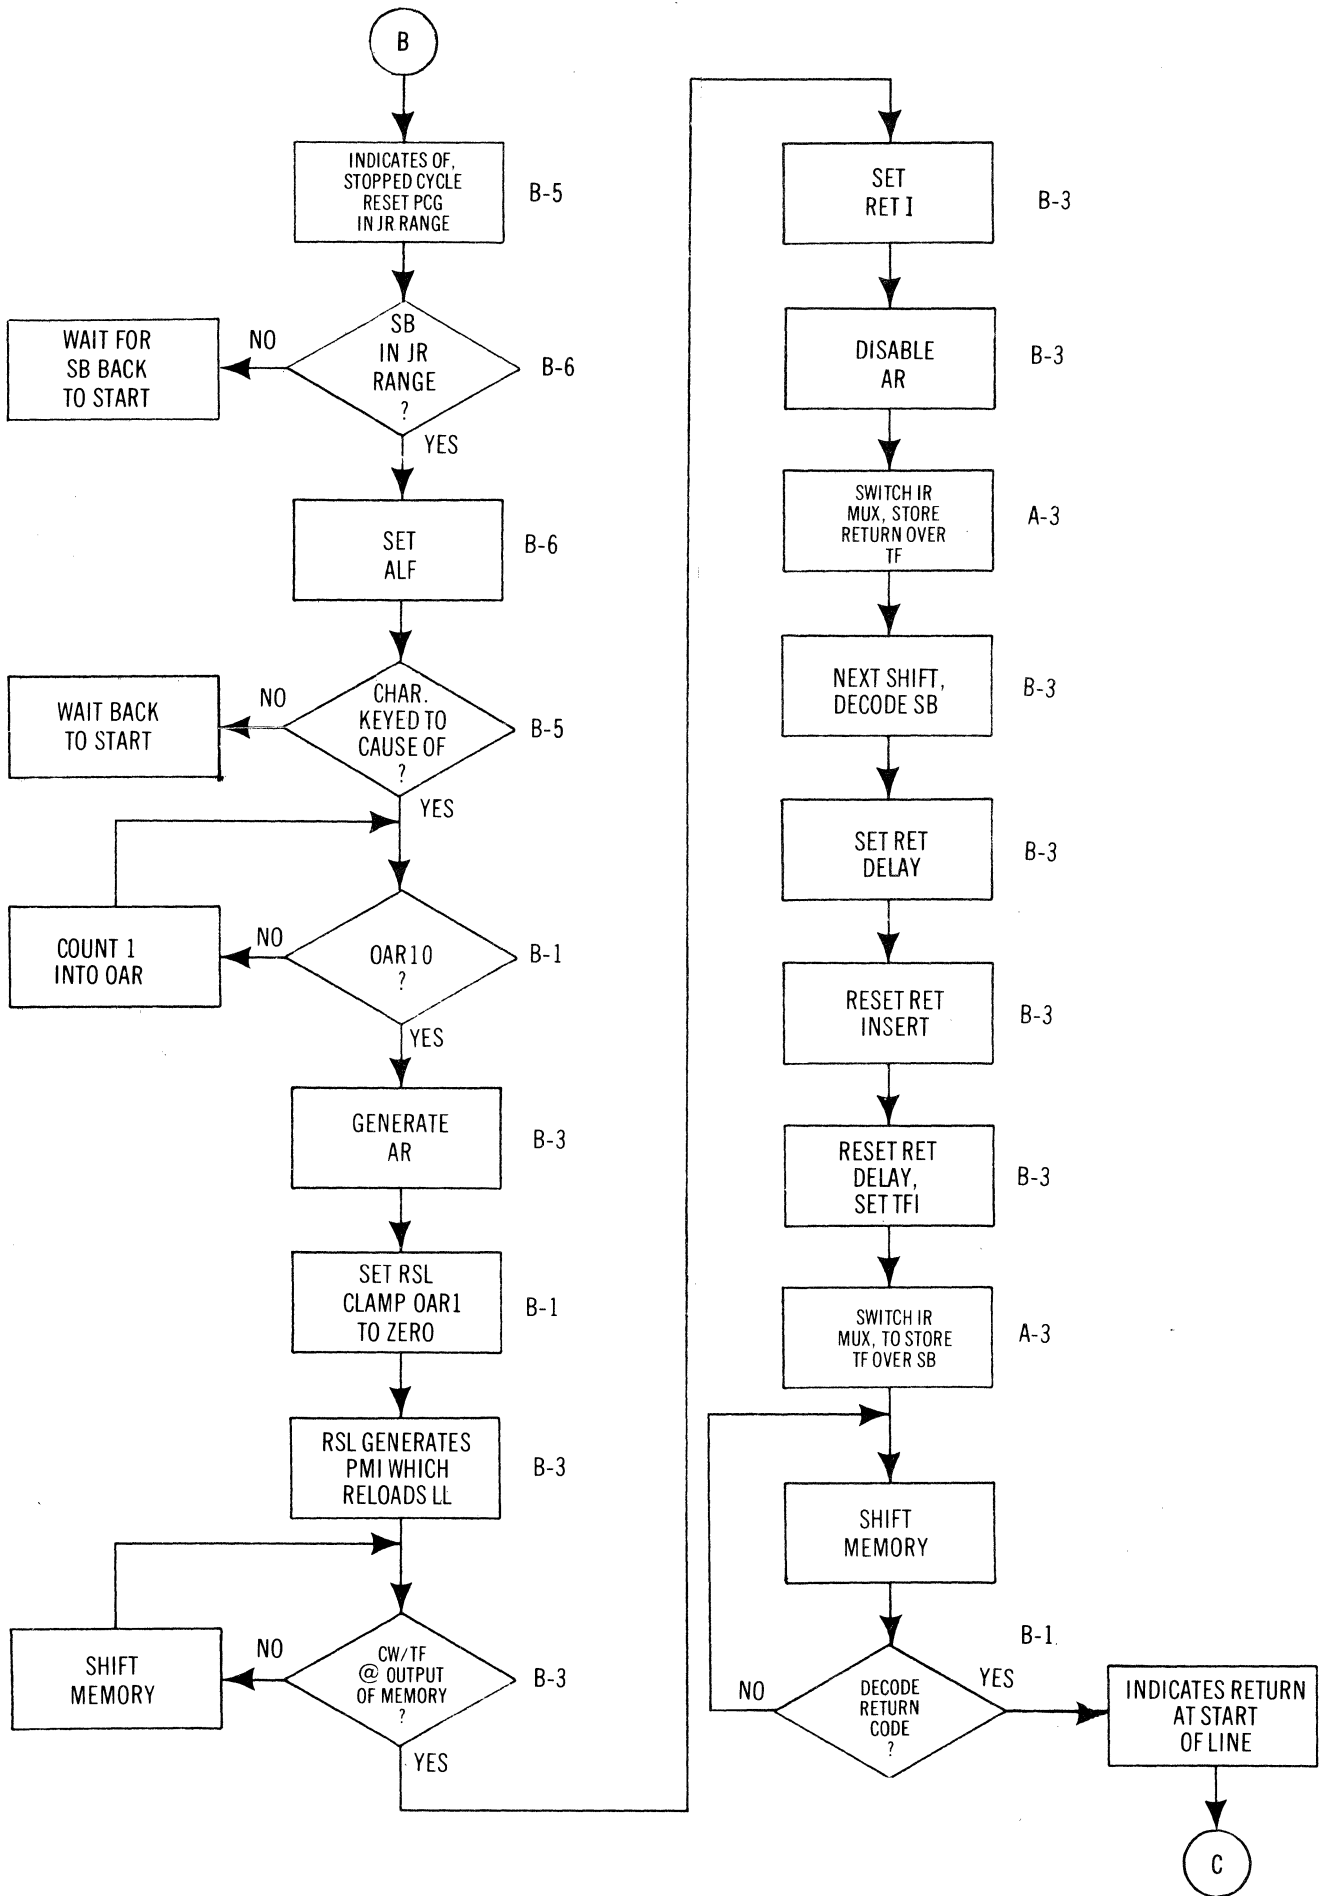 B
INDICATES OF,
STOPPED CYCLE
RESET PCG
IN JR RANGE
B-5
SB
IN JR
RANGE
?
B-6
NO
WAIT FOR
SB BACK
TO START
YES
SET
ALF
B-6
CHAR.
KEYED TO
CAUSE OF
?
B-5
NO
WAIT BACK
TO START
YES
OAR10
?
B-1
NO
COUNT 1
INTO OAR
YES
GENERATE
AR
B-3
SET RSL
CLAMP OAR1
TO ZERO
B-1
RSL GENERATES
PMI WHICH
RELOADS LL
B-3
CW/TF
@ OUTPUT
OF MEMORY
?
B-3
NO
SHIFT
MEMORY
YES
SET
RET I
B-3
DISABLE
AR
B-3
SWITCH IR
MUX, STORE
RETURN OVER
TF
A-3
NEXT SHIFT,
DECODE SB
B-3
SET RET
DELAY
B-3
RESET RET
INSERT
B-3
RESET RET
DELAY,
SET TFI
B-3
SWITCH IR
MUX, TO STORE
TF OVER SB
A-3
SHIFT
MEMORY
B-1
DECODE
RETURN
CODE
?
NO
YES
INDICATES RETURN
AT START
OF LINE
C